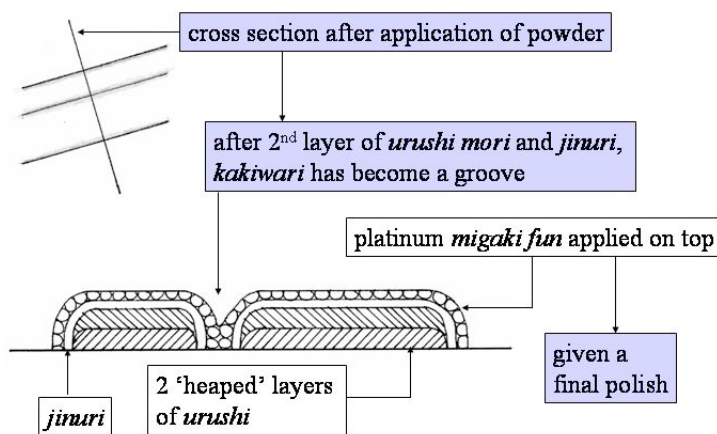 cross section after application of powder
after 2nd layer of urushi mori and jinuri,
kakiwari has become a groove
platinum migaki fun applied on top
given a
final polish
2 ‘heaped’ layers
of urushi
jinuri